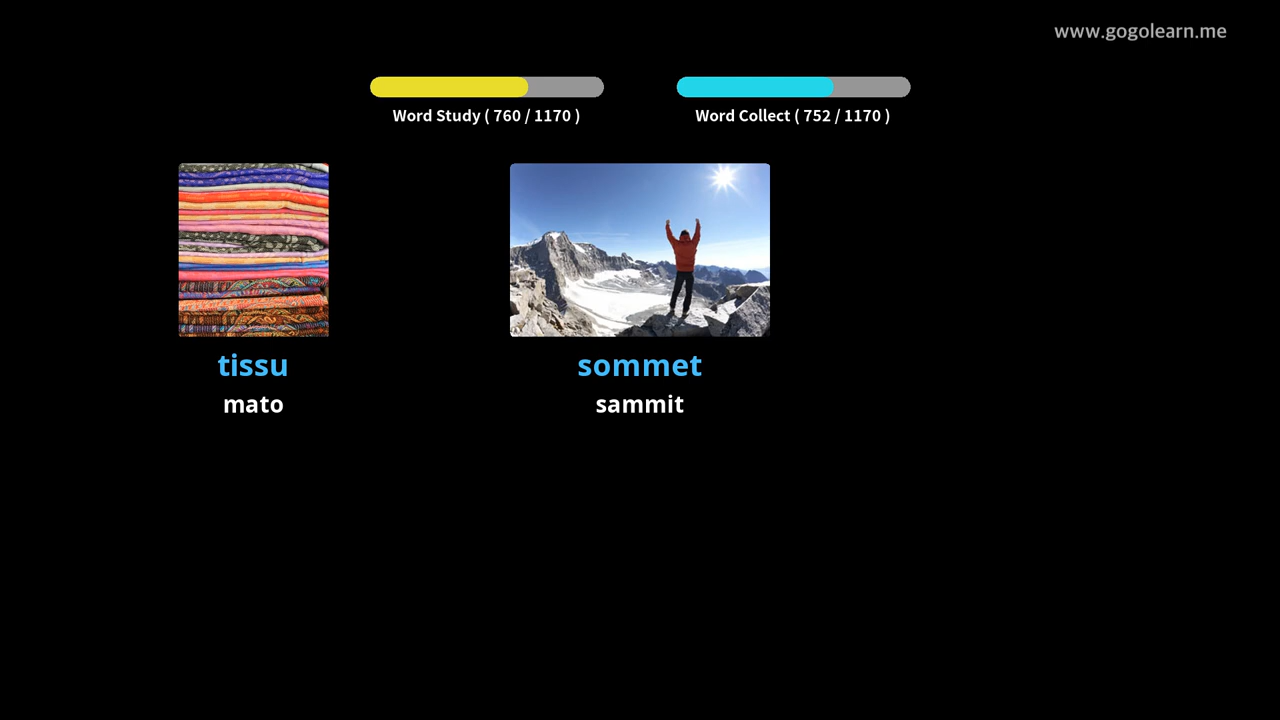 www.gogolearn.me
Word Study ( 760 / 1170 )
Word Collect ( 752 / 1170 )
tissu
mato
sommet
sammit